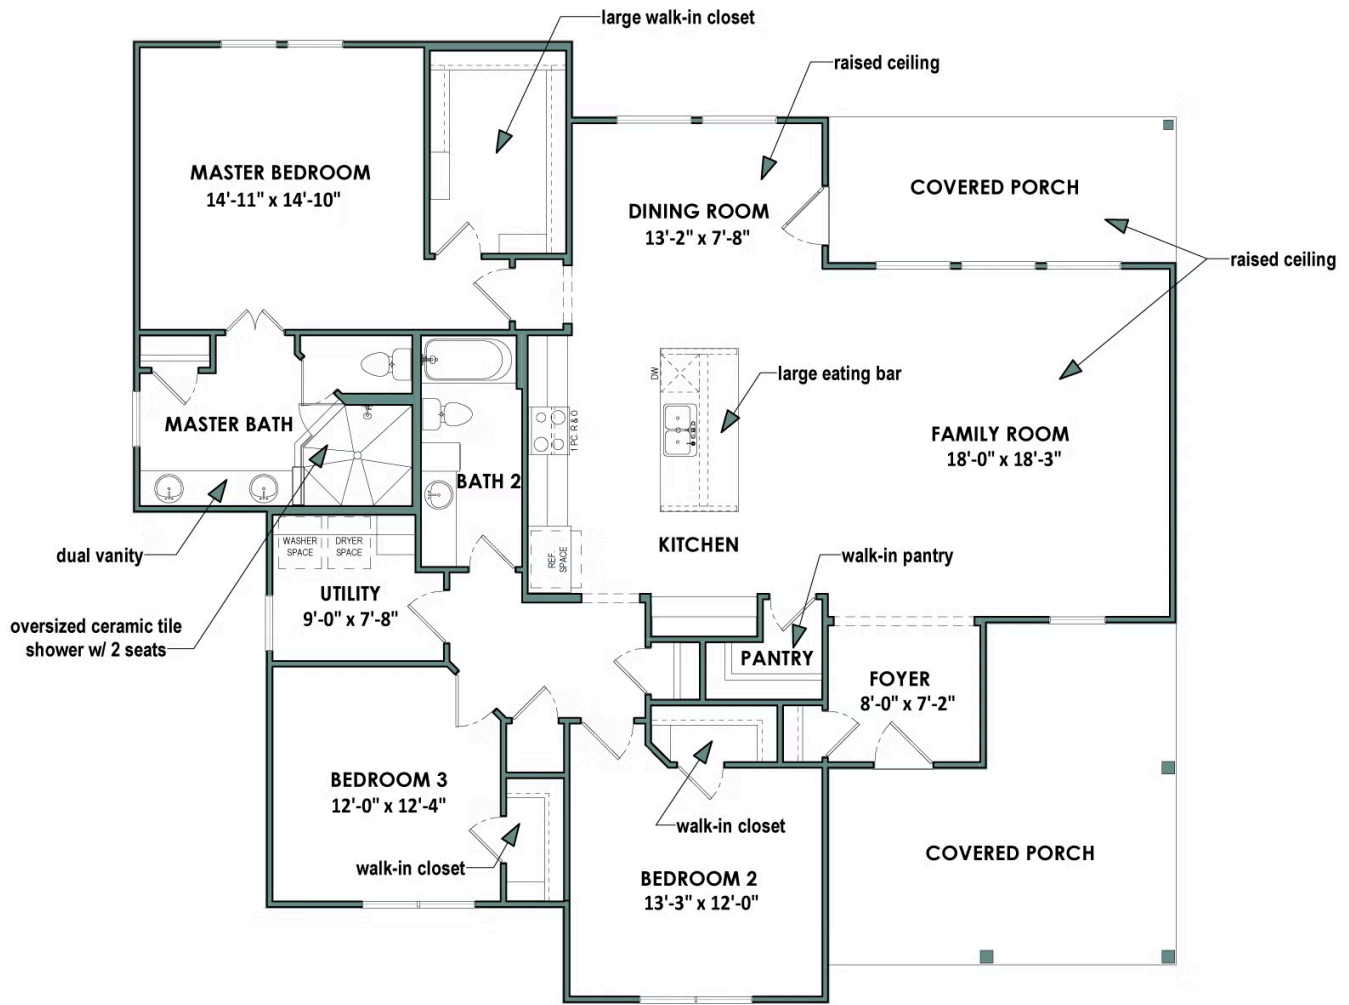 large walk-in closet
raised ceiling
MASTER BEDROOM
14'-11" x 14'-10"
DINING ROOM
13'-2" x 7'-8"
COVERED PORCH
raised ceiling
DW
large eating bar
MASTER BATH
1 PC. R & O
FAMILY ROOM
18'-0" x 18'-3"
BATH 2
dual vanity
WASHER
SPACE
DRYER
SPACE
REF.
SPACE
KITCHEN
walk-in pantry
UTILITY
9'-0" x 7'-8"
oversized ceramic tile
shower w/ 2 seats
PANTRY
FOYER
8'-0" x 7'-2"
BEDROOM 3
12'-0" x 12'-4"
walk-in closet
walk-in closet
COVERED PORCH
BEDROOM 2
13'-3" x 12'-0"